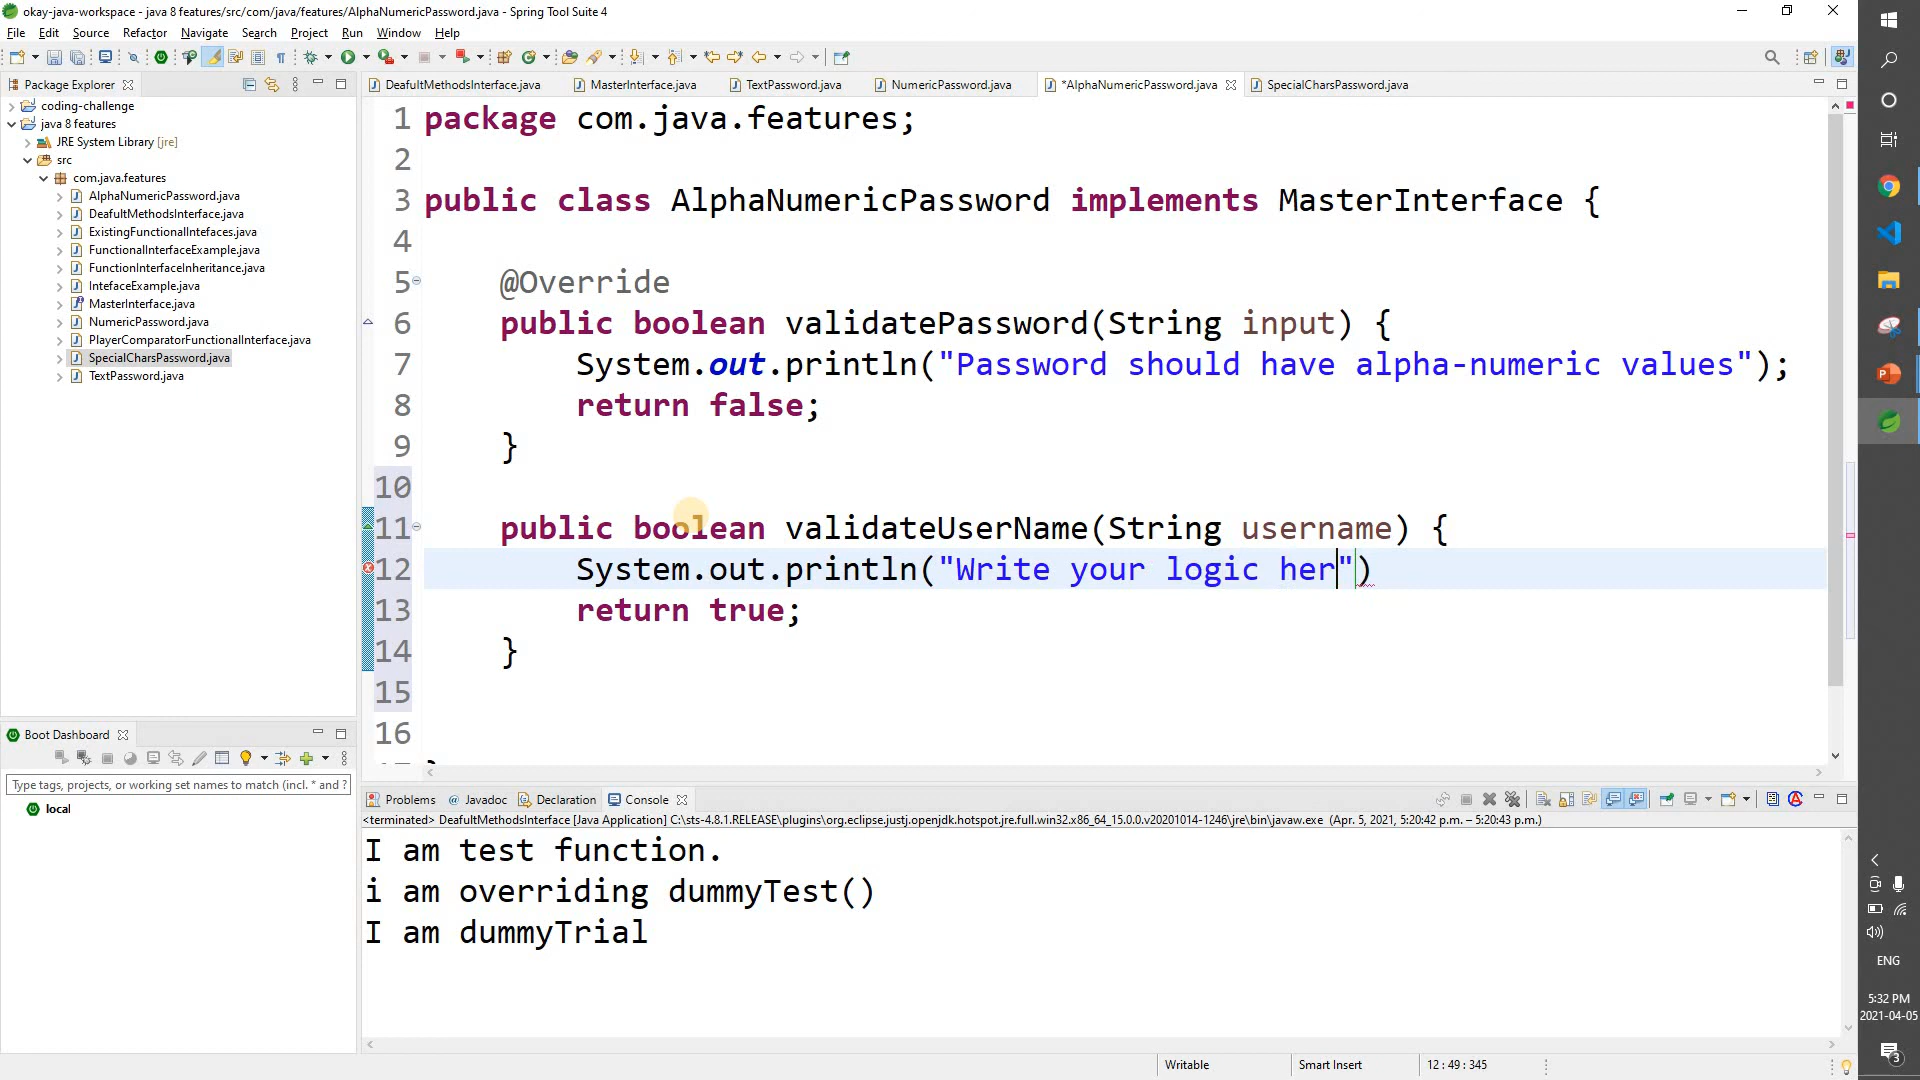 okay-java-workspace - java 8 features/src/com/java/features/AlphaNumericPassword.java - Spring Tool Suite 4
File Edit Source Refactor Navigate Search Project Run Window Help
Package Explorer
coding-challenge
java 8 features
JRE System Library [jre]
src
com.java.features
AlphaNumericPassword.java
DeafultMethodsInterface.java
ExistingFunctionalIntefaces.java
FunctionalInterfaceExample.java
FunctionInterfaceInheritance.java
IntefaceExample.java
MasterInterface.java
NumericPassword.java
PlayerComparatorFunctionalInterface.java
SpecialCharsPassword.java
TextPassword.java
Boot Dashboard
Type tags, projects, or working set names to match (incl. * and ?
local
DeafultMethodsInterface.java MasterInterface.java TextPassword.java NumericPassword.java *AlphaNumericPassword.java SpecialCharsPassword.java
1 package com.java.features;
2
3 public class AlphaNumericPassword implements MasterInterface {
4
5 @Override
6 public boolean validatePassword(String input) {
7 System.out.println("Password should have alpha-numeric values");
8 return false;
9 }
10
11 public boolean validateUserName(String username) {
12 System.out.println("Write your logic her")
13 return true;
14 }
15
16
Problems @ Javadoc Declaration Console
<terminated> DeafultMethodsInterface [Java Application] C:\sts-4.8.1.RELEASE\plugins\org.eclipse.justj.openjdk.hotspot.jre.full.win32.x86_64_15.0.0.v20201014-1246\jre\bin\javaw.exe (Apr. 5, 2021, 5:20:42 p.m. – 5:20:43 p.m.)
I am test function.
i am overriding dummyTest()
I am dummyTrial
Writable Smart Insert 12 : 49 : 345
ENG
5:32 PM
2021-04-05
3